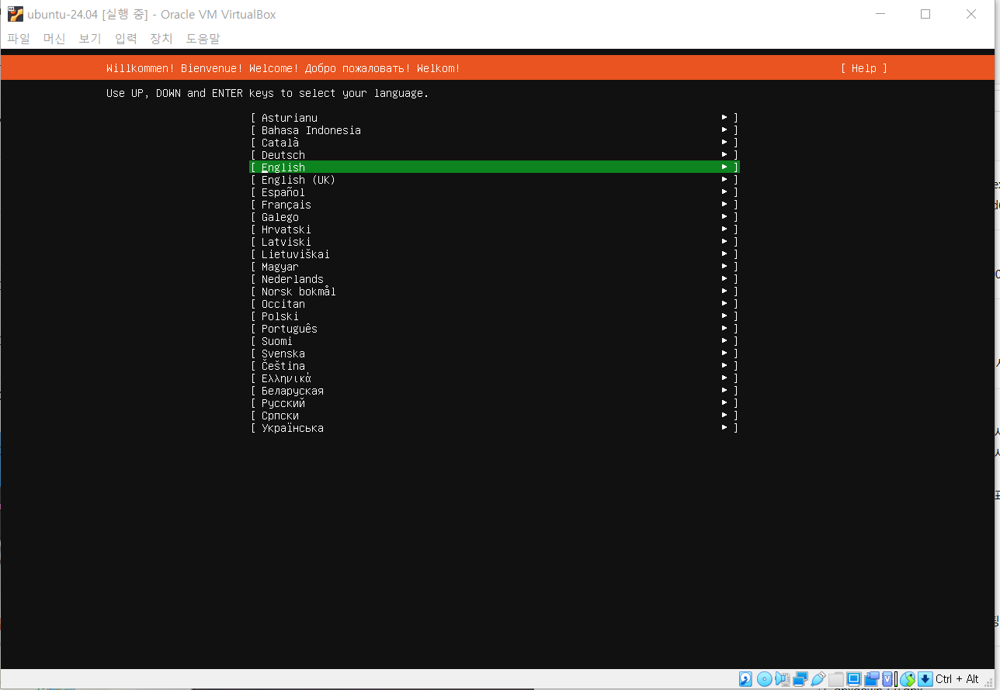 ubuntu-24.04 [실행 중] - Oracle VM VirtualBox
파일 머신 보기 입력 장치 도움말
Willkommen! Bienvenue! Welcome! Добро пожаловать! Welkom! [ Help ]
Use UP, DOWN and ENTER keys to select your language.
[ Asturianu ▸ ]
[ Bahasa Indonesia ▸ ]
[ Català ▸ ]
[ Deutsch ▸ ]
[ English ▸ ]
[ English (UK) ▸ ]
[ Español ▸ ]
[ Français ▸ ]
[ Galego ▸ ]
[ Hrvatski ▸ ]
[ Latviski ▸ ]
[ Lietuviškai ▸ ]
[ Magyar ▸ ]
[ Nederlands ▸ ]
[ Norsk bokmål ▸ ]
[ Occitan ▸ ]
[ Polski ▸ ]
[ Português ▸ ]
[ Suomi ▸ ]
[ Svenska ▸ ]
[ Čeština ▸ ]
[ Ελληνικά ▸ ]
[ Беларуская ▸ ]
[ Русский ▸ ]
[ Српски ▸ ]
[ Українська ▸ ]
Ctrl + Alt